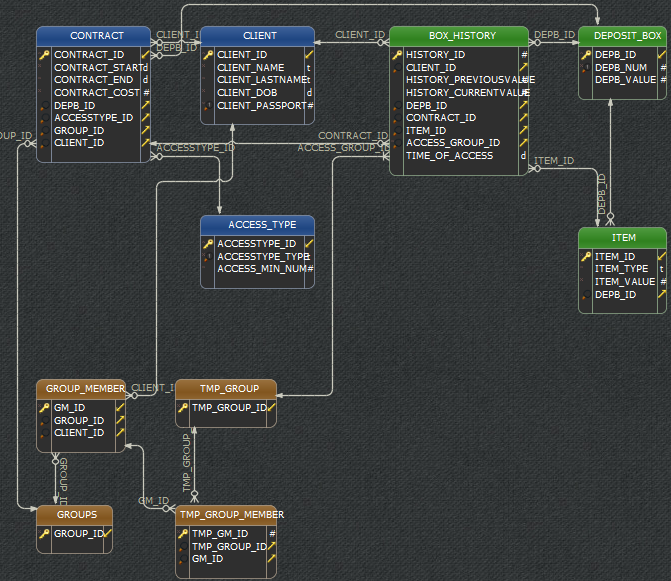 CONTRACT
CONTRACT_ID
CONTRACT_START d
CONTRACT_END d
CONTRACT_COST #
DEPB_ID
ACCESSTYPE_ID
GROUP_ID
CLIENT_ID
CLIENT_I
DEPB_ID
CLIENT
CLIENT_ID
CLIENT_NAME t
CLIENT_LASTNAME t
CLIENT_DOB d
CLIENT_PASSPORT #
CLIENT_ID
BOX_HISTORY
HISTORY_ID #
CLIENT_ID
HISTORY_PREVIOUSVALUE
HISTORY_CURRENTVALUE
DEPB_ID
CONTRACT_ID
ITEM_ID
ACCESS_GROUP_ID
TIME_OF_ACCESS d
DEPB_ID
DEPOSIT_BOX
DEPB_ID
DEPB_NUM #
DEPB_VALUE #
OUP_ID
ACCESSTYPE_ID
CONTRACT_ID
ACCESS_GROUP_ID
ITEM_ID
DEPB_ID
ACCESS_TYPE
ACCESSTYPE_ID
ACCESSTYPE_TYPE t
ACCESS_MIN_NUM #
ITEM
ITEM_ID
ITEM_TYPE t
ITEM_VALUE #
DEPB_ID
GROUP_MEMBER
GM_ID
GROUP_ID
CLIENT_ID
CLIENT_I
TMP_GROUP
TMP_GROUP_ID
GROUP_ID
TMP_GROUP
GM_ID
GROUPS
GROUP_ID
TMP_GROUP_MEMBER
TMP_GM_ID #
TMP_GROUP_ID
GM_ID